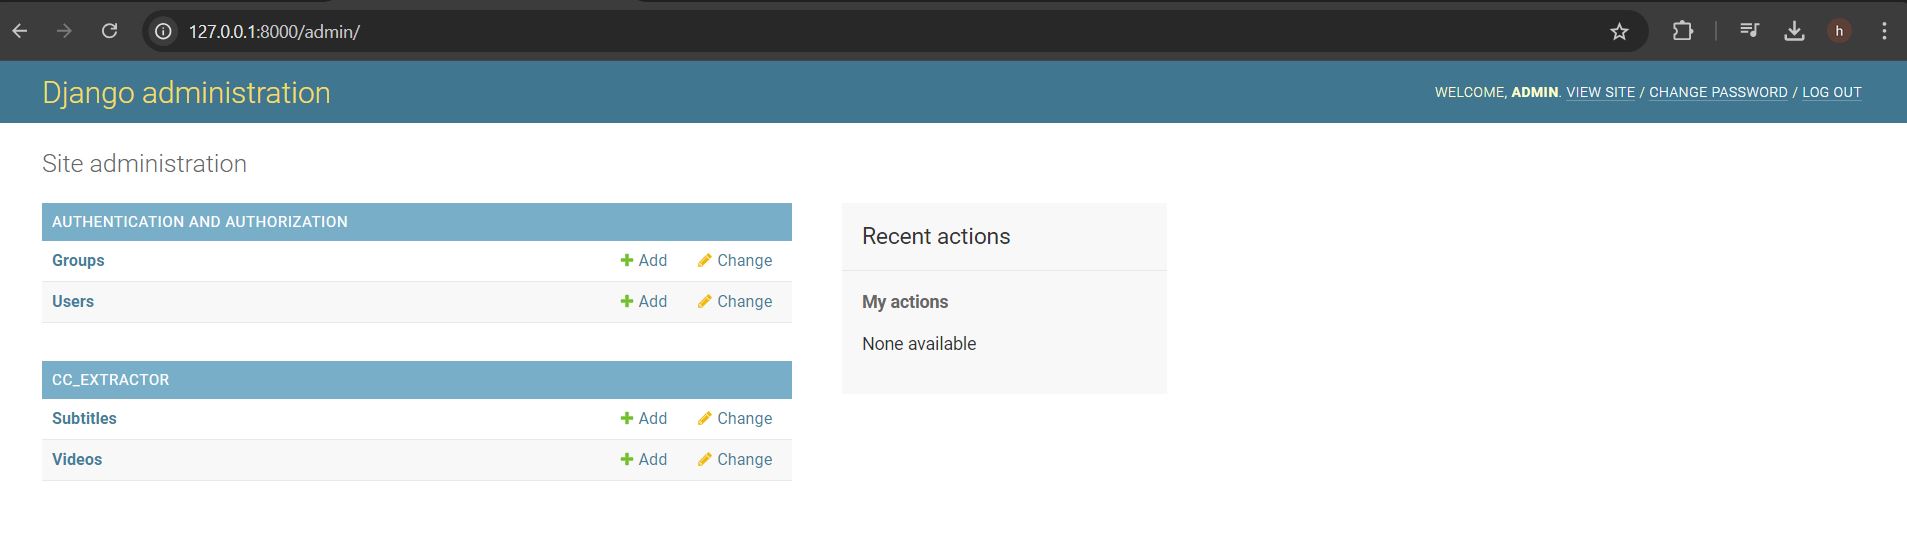 127.0.0.1:8000/admin/
h
Django administration
WELCOME, ADMIN. VIEW SITE / CHANGE PASSWORD / LOG OUT
Site administration
AUTHENTICATION AND AUTHORIZATION
Groups Add Change
Users Add Change
CC_EXTRACTOR
Subtitles Add Change
Videos Add Change
Recent actions
My actions
None available